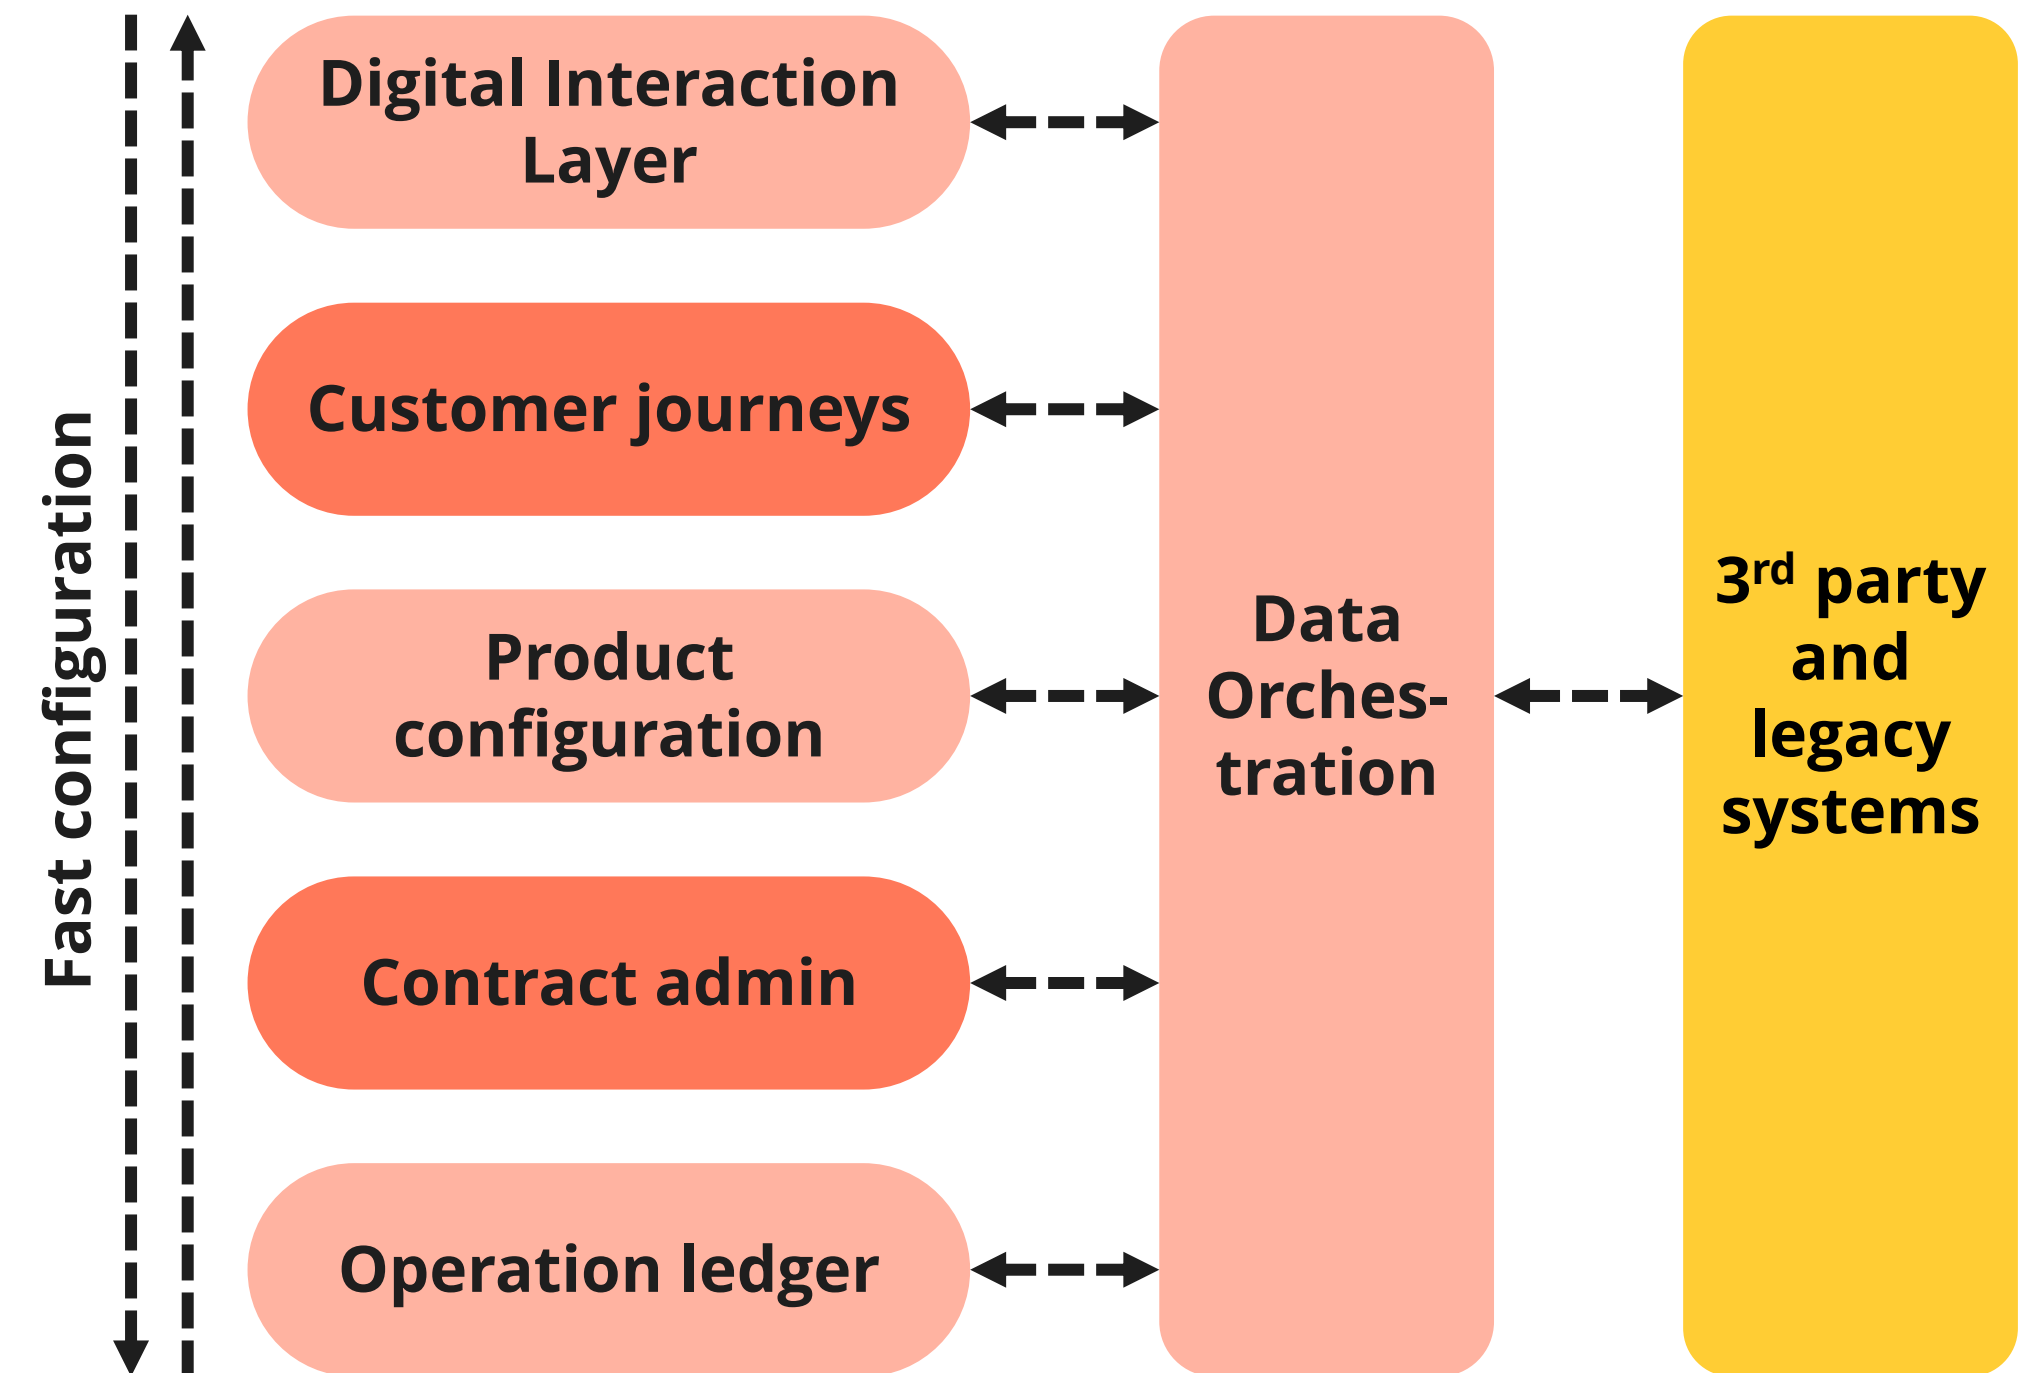 Fast configuration
Digital Interaction
Layer
Customer journeys
Product
configuration
Contract admin
Operation ledger
Data
Orches-
tration
3rd party
and
legacy
systems